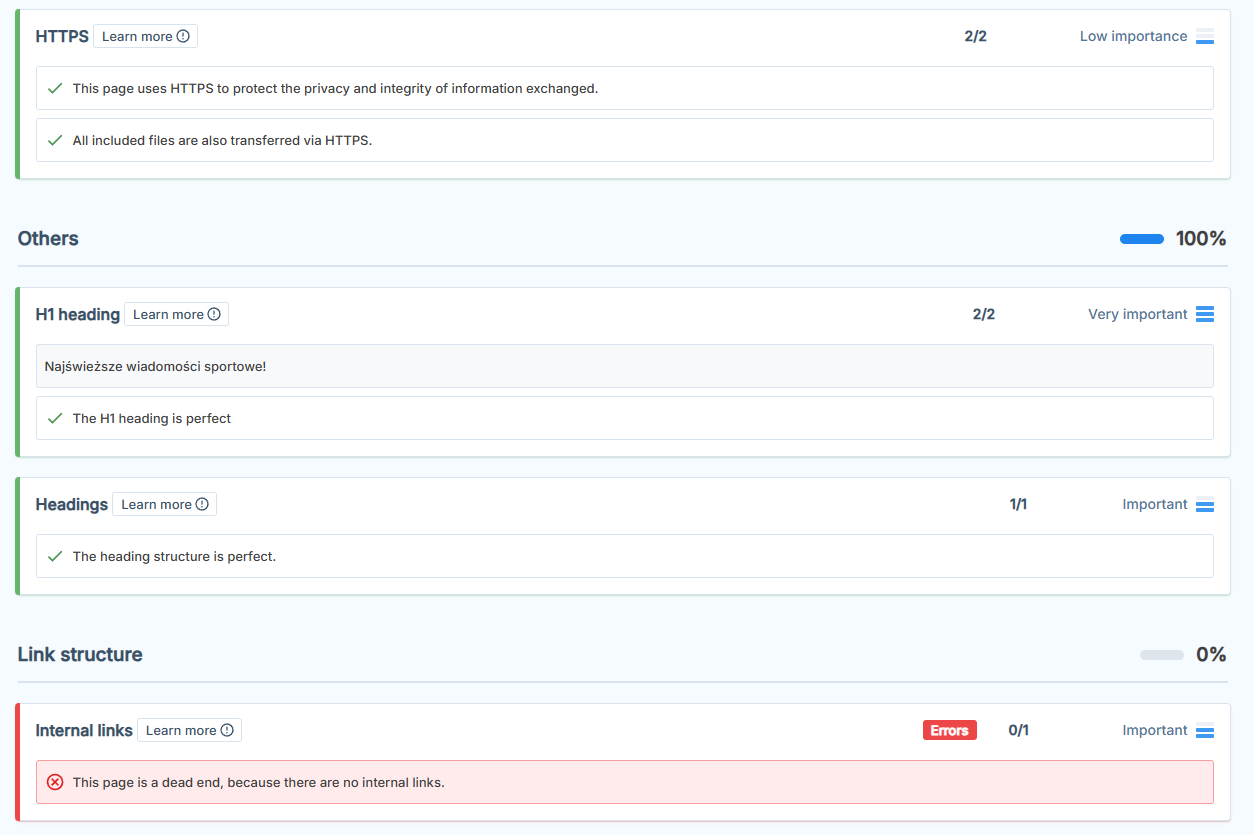 HTTPS Learn more 2/2 Low importance
This page uses HTTPS to protect the privacy and integrity of information exchanged.
All included files are also transferred via HTTPS.
Others 100%
H1 heading Learn more 2/2 Very important
Najświeższe wiadomości sportowe!
The H1 heading is perfect
Headings Learn more 1/1 Important
The heading structure is perfect.
Link structure 0%
Internal links Learn more Errors 0/1 Important
This page is a dead end, because there are no internal links.